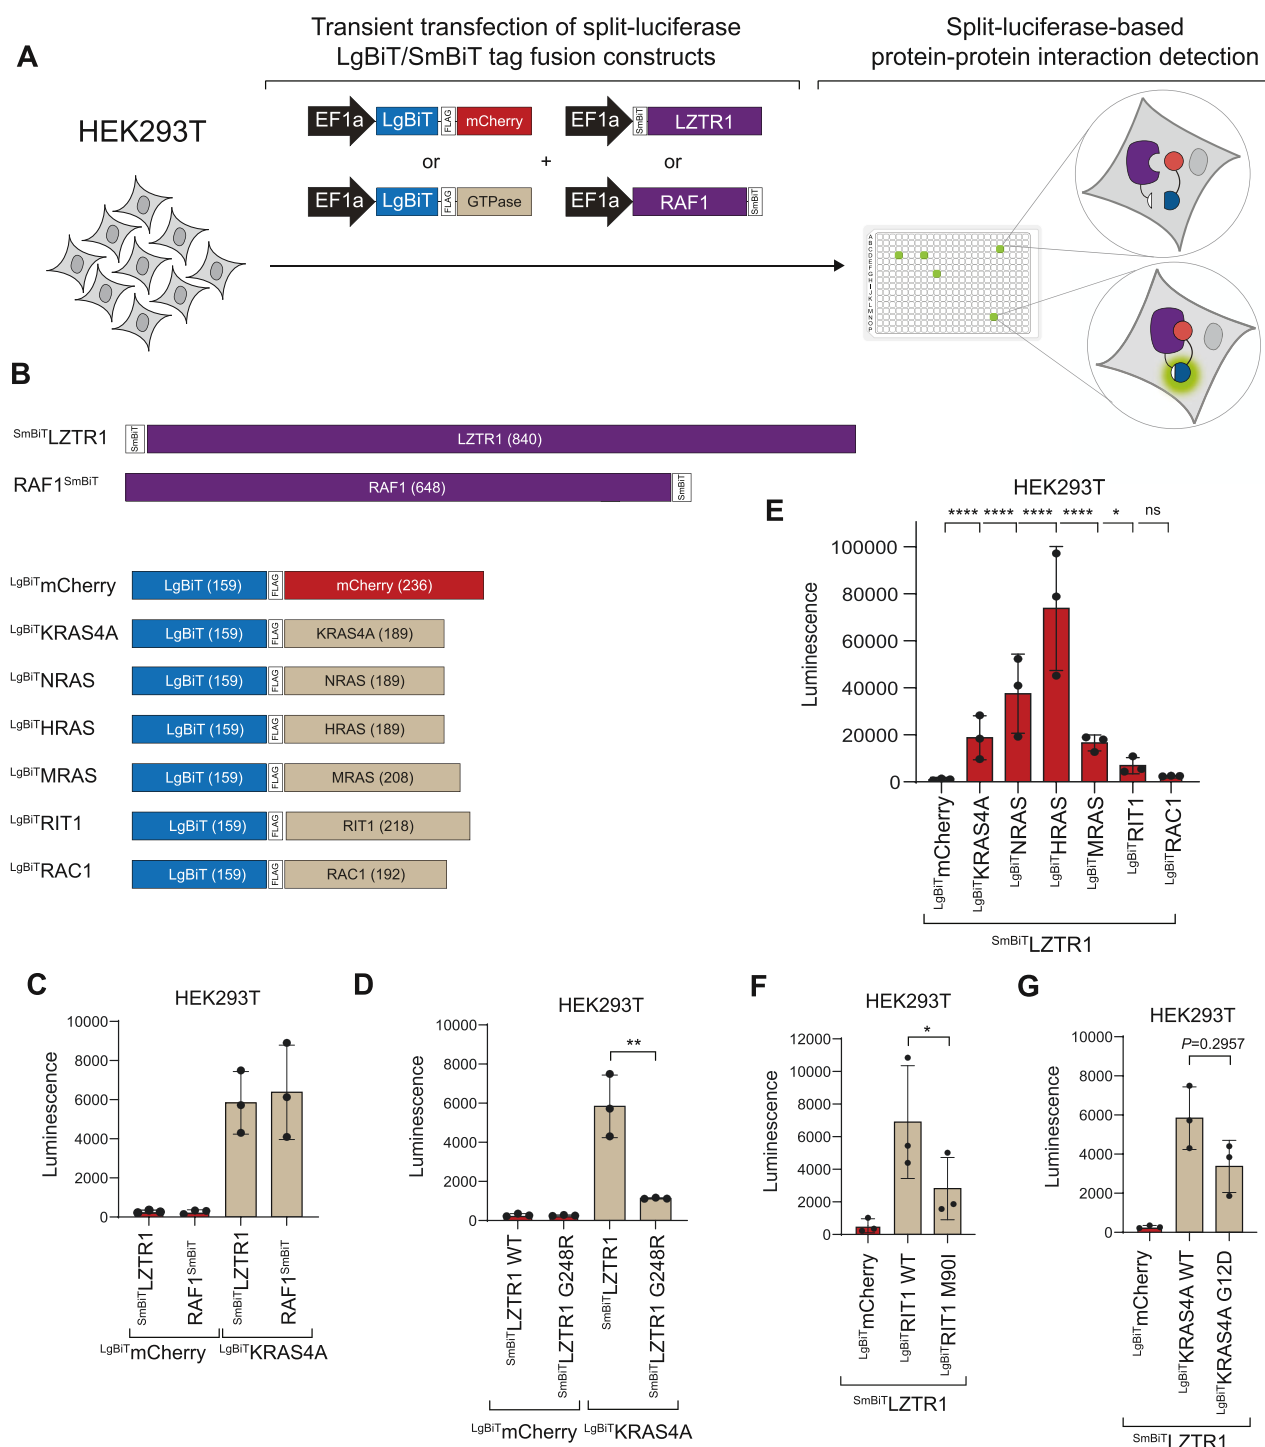 A
Transient transfection of split-luciferase
LgBiT/SmBiT tag fusion constructs
Split-luciferase-based
protein-protein interaction detection
HEK293T
EF1a LgBiT FLAG mCherry
EF1a SmBiT LZTR1
or + or
EF1a LgBiT FLAG GTPase
EF1a RAF1 SmBiT
A
B
C
D
E
F
G
H
I
J
K
L
M
N
O
P
B
SmBiTLZTR1 SmBiT LZTR1 (840)
RAF1SmBiT RAF1 (648) SmBiT
LgBiTmCherry LgBiT (159) FLAG mCherry (236)
LgBiTKRAS4A LgBiT (159) FLAG KRAS4A (189)
LgBiTNRAS LgBiT (159) FLAG NRAS (189)
LgBiTHRAS LgBiT (159) FLAG HRAS (189)
LgBiTMRAS LgBiT (159) FLAG MRAS (208)
LgBiTRIT1 LgBiT (159) FLAG RIT1 (218)
LgBiTRAC1 LgBiT (159) FLAG RAC1 (192)
E
HEK293T
**** **** **** **** * ns
Luminescence
100000
80000
60000
40000
20000
0
LgBiTmCherry
LgBiTKRAS4A
LgBiTNRAS
LgBiTHRAS
LgBiTMRAS
LgBiTRIT1
LgBiTRAC1
SmBiTLZTR1
C
HEK293T
Luminescence
10000
8000
6000
4000
2000
0
SmBiTLZTR1
RAF1SmBiT
SmBiTLZTR1
RAF1SmBiT
LgBiTmCherry LgBiTKRAS4A
D
HEK293T
**
Luminescence
10000
8000
6000
4000
2000
0
SmBiTLZTR1 WT
SmBiTLZTR1 G248R
SmBiTLZTR1
SmBiTLZTR1 G248R
LgBiTmCherry LgBiTKRAS4A
F
HEK293T
*
Luminescence
12000
10000
8000
6000
4000
2000
0
LgBiTmCherry
LgBiTRIT1 WT
LgBiTRIT1 M90I
SmBiTLZTR1
G
HEK293T
P=0.2957
Luminescence
10000
8000
6000
4000
2000
0
LgBiTmCherry
LgBiTKRAS4A WT
LgBiTKRAS4A G12D
SmBiTLZTR1